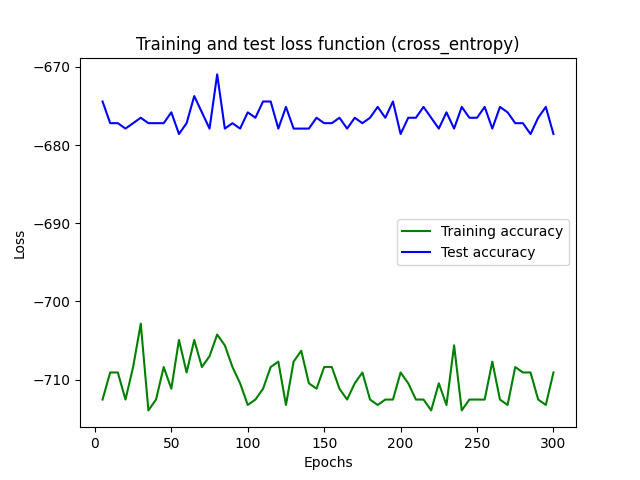 Training and test loss function (cross_entropy)
−670
−680
−690
−700
−710
Loss
Training accuracy
Test accuracy
0
50
100
150
200
250
300
Epochs